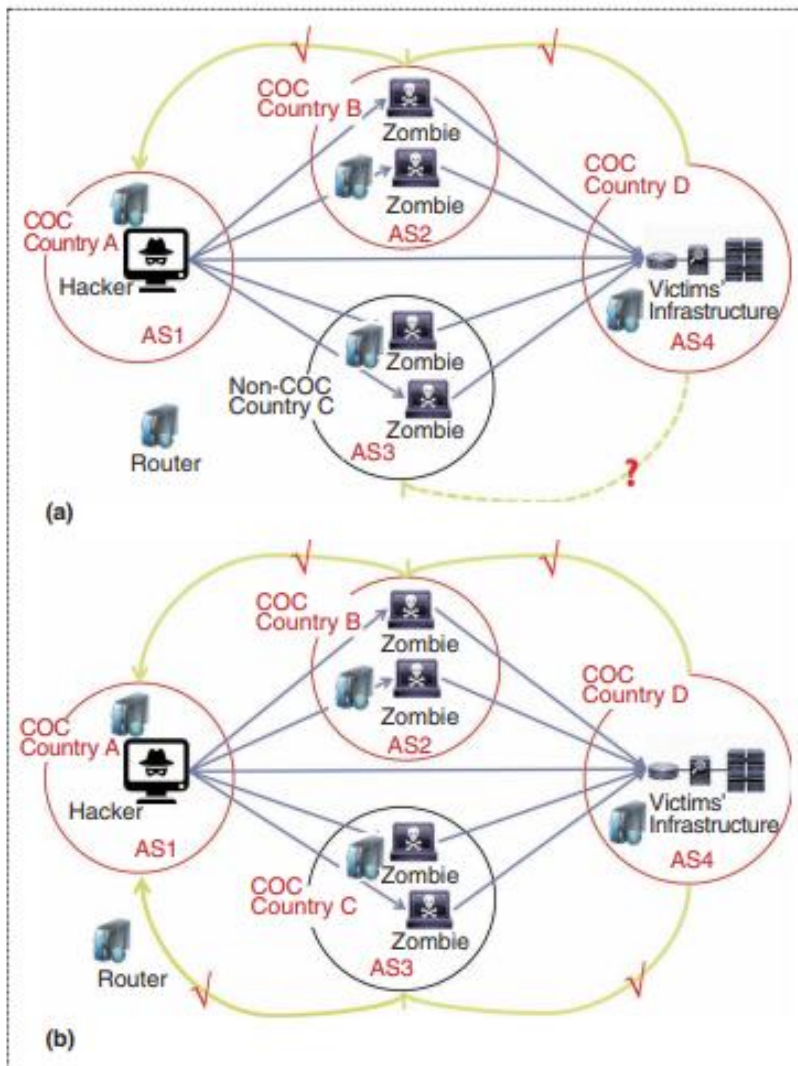 √
√
COC
Country B
Zombie
COC
Country D
Zombie
COC
Country A
AS2
Hacker
Victims'
Infrastructure
AS1
Zombie
AS4
Non-COC
Country C
Zombie
Router
AS3
?
(a)
√
√
COC
Country B
Zombie
COC
Country D
Zombie
COC
Country A
AS2
Hacker
Victims'
Infrastructure
AS1
Zombie
AS4
COC
Country C
Zombie
Router
AS3
√
√
(b)